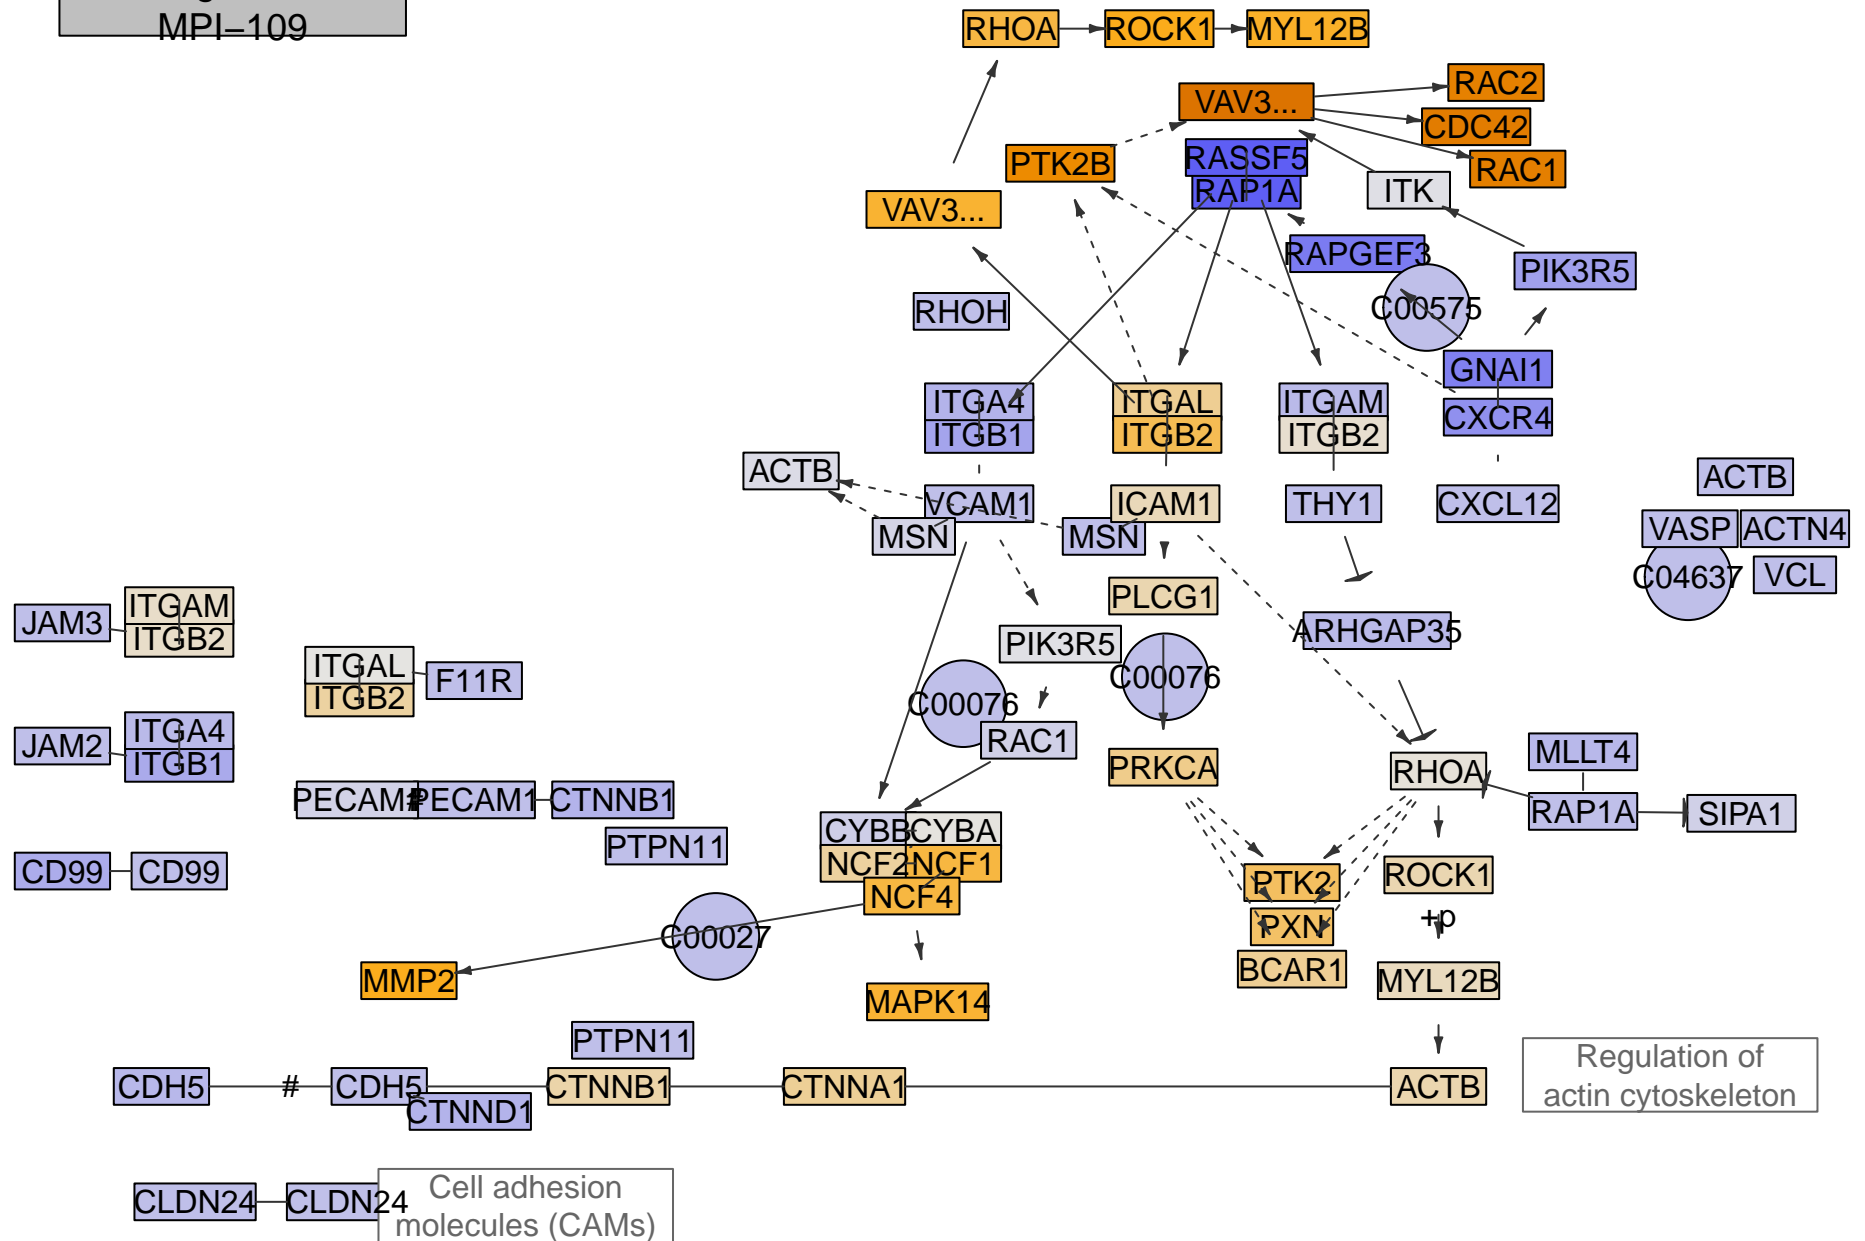 MPI–109
RHOA
ROCK1
MYL12B
RAC2
VAV3...
CDC42
RASSF5
PTK2B
RAC1
RAP1A
ITK
VAV3...
RAPGEF3
PIK3R5
C00575
RHOH
GNAI1
ITGA4
ITGAL
ITGAM
CXCR4
ITGB1
ITGB2
ITGB2
ACTB
ACTB
VCAM1
ICAM1
THY1
CXCL12
MSN
MSN
VASP
ACTN4
C04637
VCL
PLCG1
ITGAM
JAM3
ITGB2
ARHGAP35
PIK3R5
ITGAL
F11R
C00076
ITGB2
C00076
ITGA4
JAM2
RAC1
ITGB1
MLLT4
PRKCA
RHOA
PECAM1
#
PECAM1
CTNNB1
RAP1A
SIPA1
CYBB
CYBA
PTPN11
NCF2
NCF1
CD99
CD99
ROCK1
PTK2
NCF4
+p
PXN
C00027
BCAR1
MMP2
MYL12B
MAPK14
PTPN11
Regulation of
actin cytoskeleton
CDH5
#
CDH5
CTNNB1
CTNNA1
ACTB
CTNND1
Cell adhesion
molecules (CAMs)
CLDN24
CLDN24